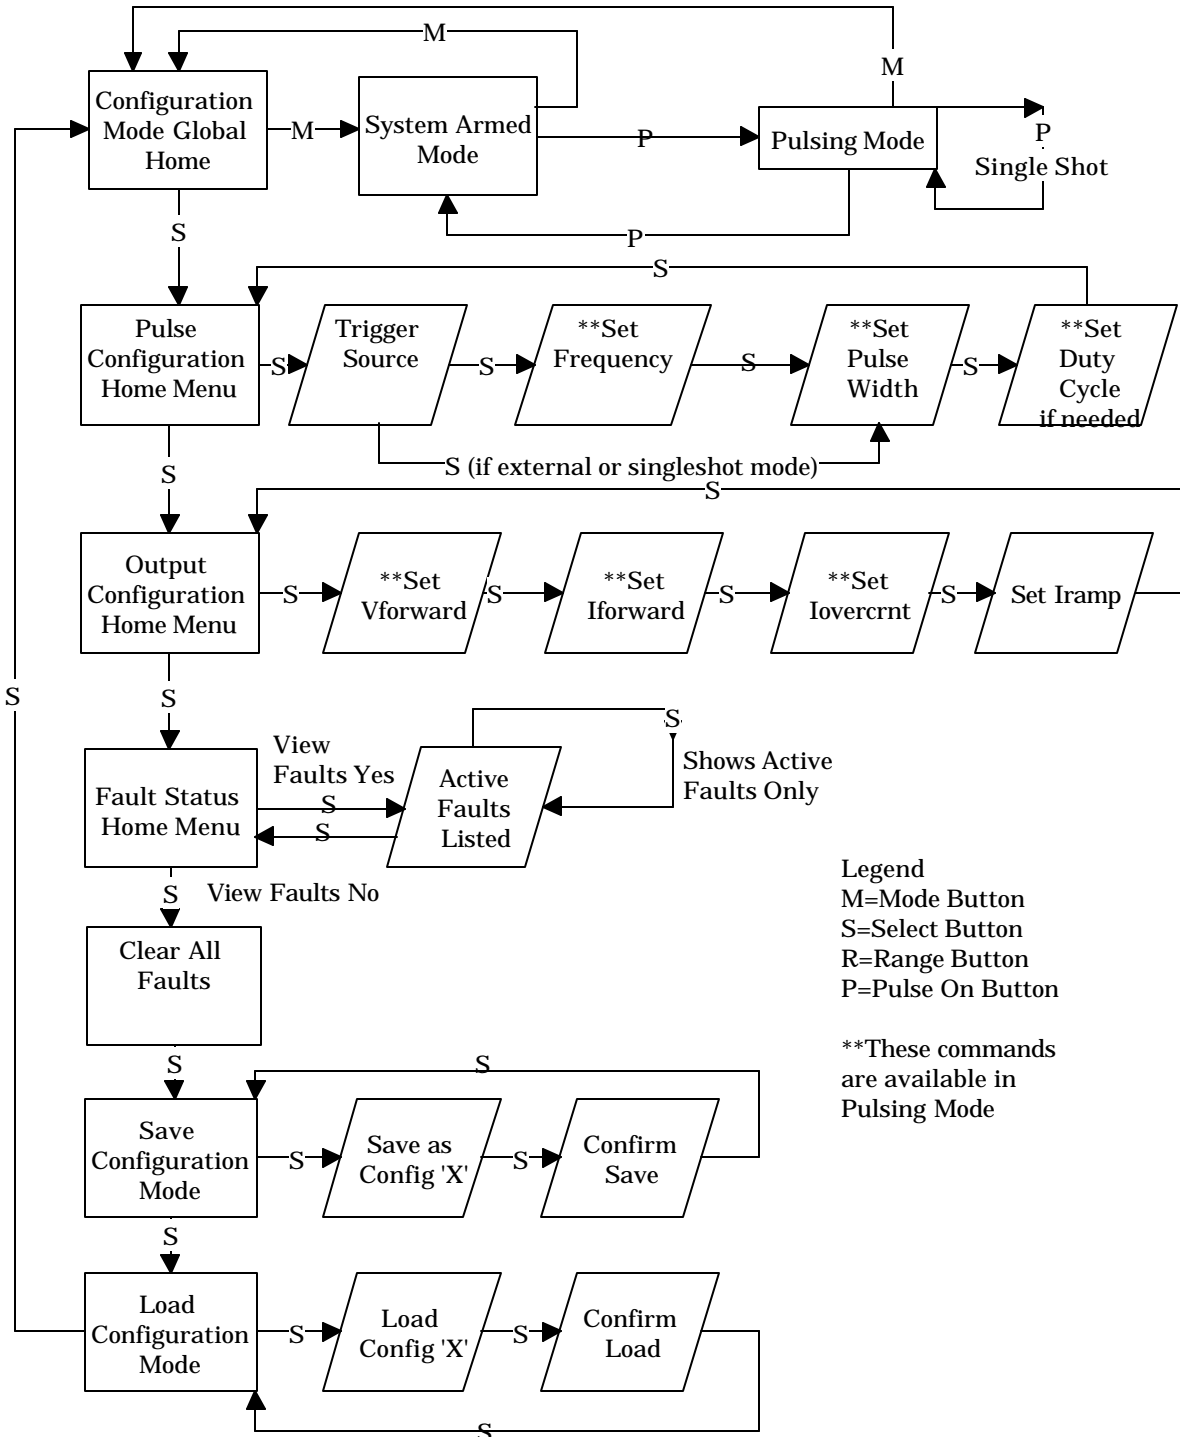 M
M
Configuration
Mode Global
Home
M
System Armed
Mode
P
Pulsing Mode
P
Single Shot
P
S
S
Pulse
Configuration
Home Menu
S
Trigger
Source
S
**Set
Frequency
S
**Set
Pulse
Width
S
**Set
Duty
Cycle
if needed
S (if external or singleshot mode)
S
S
Output
Configuration
Home Menu
S
**Set
Vforward
S
**Set
Iforward
S
**Set
Iovercrnt
S
Set Iramp
S
S
S
View
Faults Yes
S
S
Fault Status
Home Menu
Active
Faults
Listed
Shows Active
Faults Only
S
View Faults No
Clear All
Faults
Legend
M=Mode Button
S=Select Button
R=Range Button
P=Pulse On Button
**These commands
are available in
Pulsing Mode
S
S
Save
Configuration
Mode
S
Save as
Config 'X'
S
Confirm
Save
S
Load
Configuration
Mode
S
Load
Config 'X'
S
Confirm
Load
S